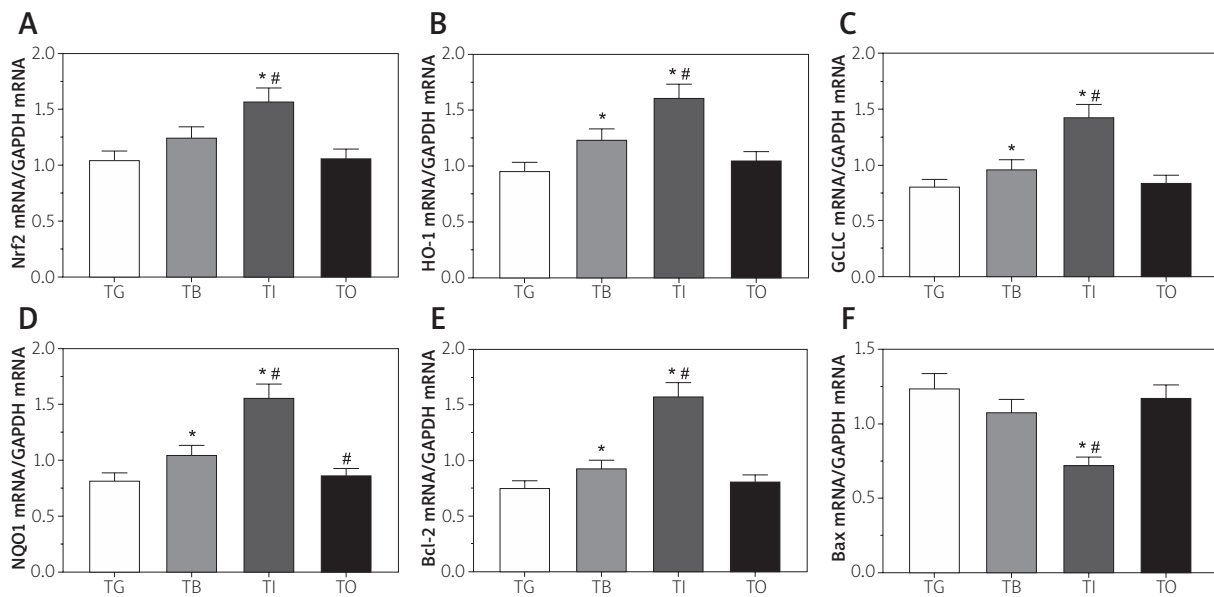 A
Nrf2 mRNA/GAPDH mRNA
2.0
1.5
1.0
0.5
0.0
* #
TG TB TI TO
B
HO-1 mRNA/GAPDH mRNA
2.0
1.5
1.0
0.5
0.0
*
* #
TG TB TI TO
C
GCLC mRNA/GAPDH mRNA
2.0
1.5
1.0
0.5
0.0
*
* #
TG TB TI TO
D
NQO1 mRNA/GAPDH mRNA
2.0
1.5
1.0
0.5
0.0
*
* #
#
TG TB TI TO
E
Bcl-2 mRNA/GAPDH mRNA
2.0
1.5
1.0
0.5
0.0
*
* #
TG TB TI TO
F
Bax mRNA/GAPDH mRNA
1.5
1.0
0.5
0.0
* #
TG TB TI TO